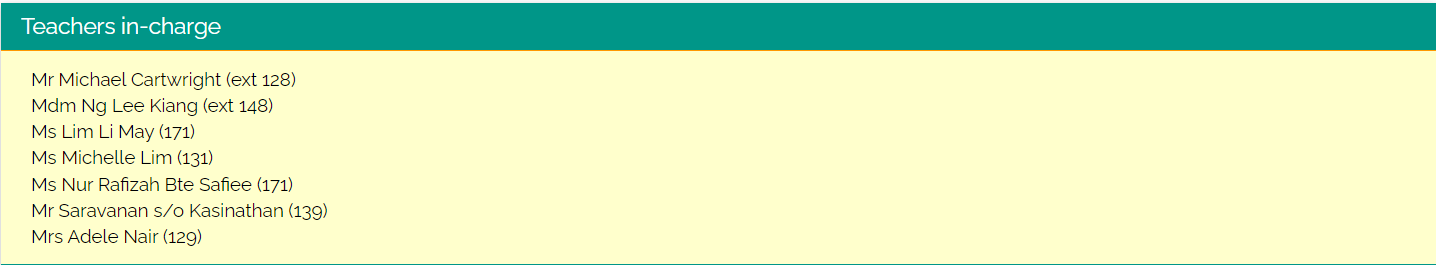 Teachers in-charge
Mr Michael Cartwright (ext 128)
Mdm Ng Lee Kiang (ext 148)
Ms Lim Li May (171)
Ms Michelle Lim (131)
Ms Nur Rafizah Bte Safiee (171)
Mr Saravanan s/o Kasinathan (139)
Mrs Adele Nair (129)